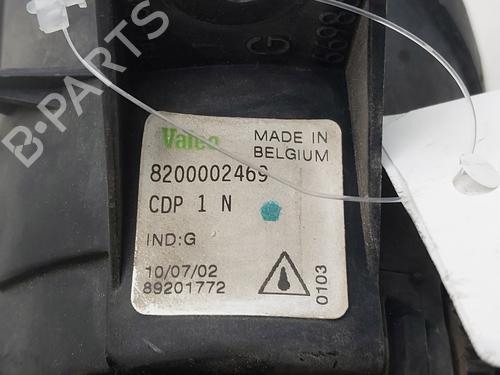 G
Valeo
MADE IN
BELGIUM
8200002469
CDP 1 N
IND:G
10/07/02
89201772
0103
B-PARTS